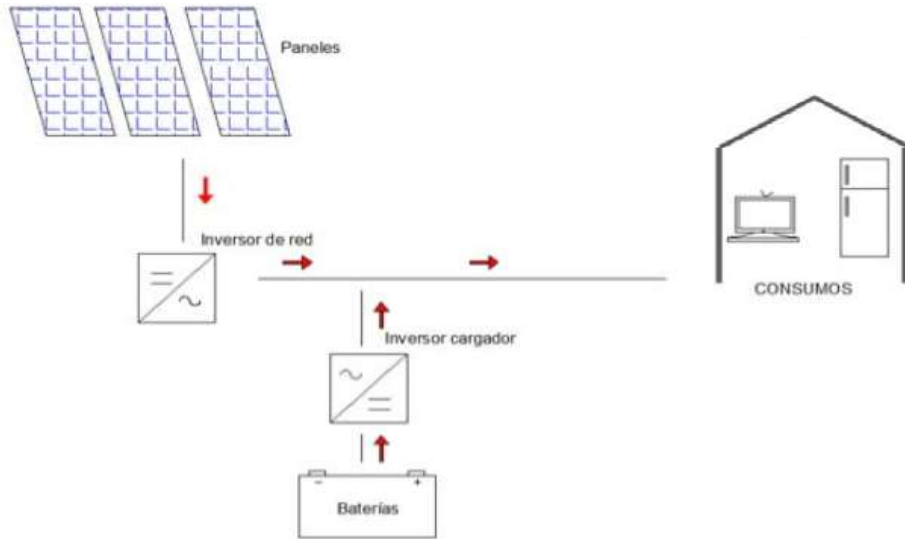 Paneles
Inversor de red
CONSUMOS
Inversor cargador
- +
Baterías